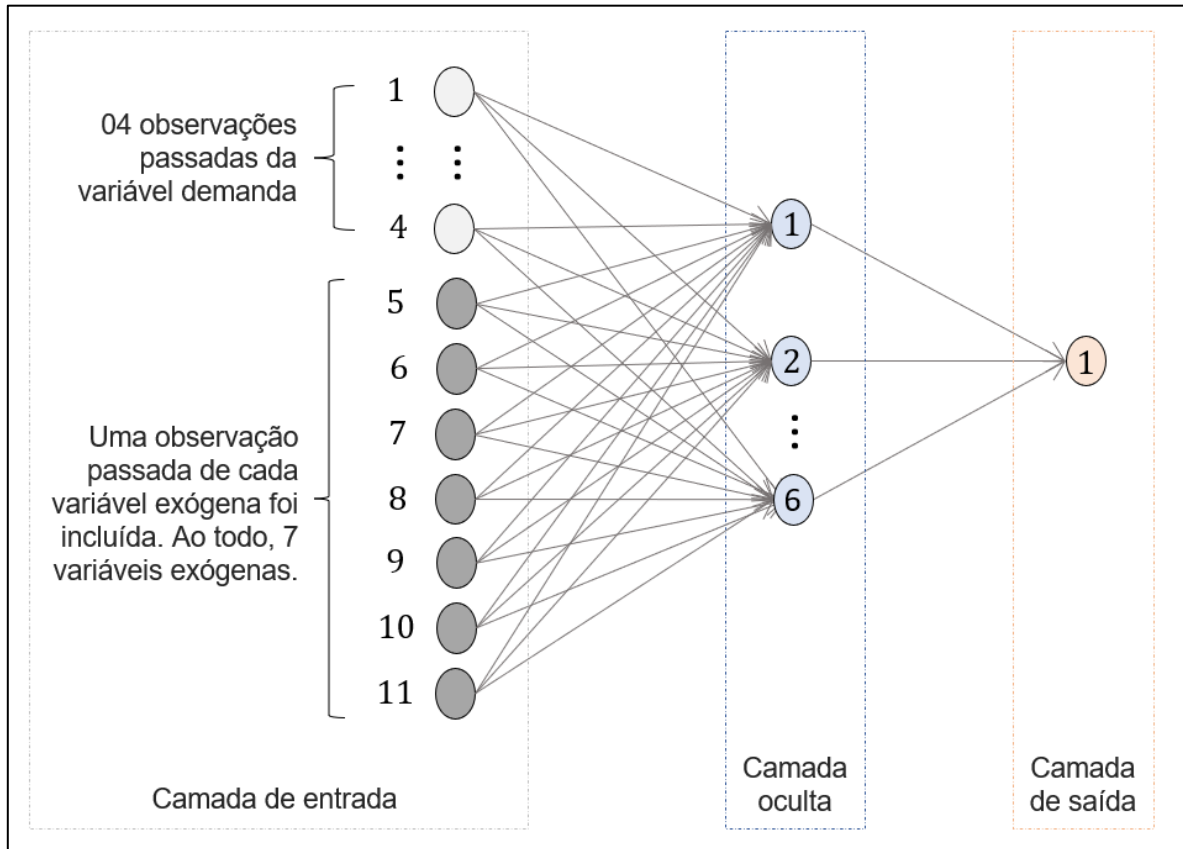 04 observações
passadas da
variável demanda
1
4
Uma observação
passada de cada
variável exógena foi
incluída. Ao todo, 7
variáveis exógenas.
5
6
7
8
9
10
11
Camada de entrada
1
2
6
Camada
oculta
1
Camada
de saída